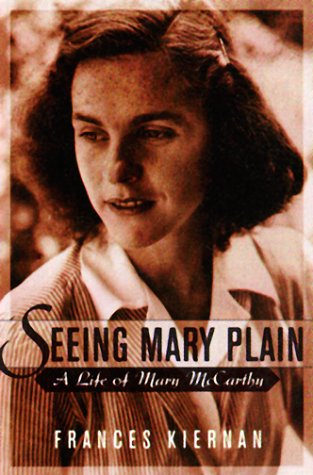 SEEING MARY PLAIN
A Life of Mary McCarthy
FRANCES KIERNAN